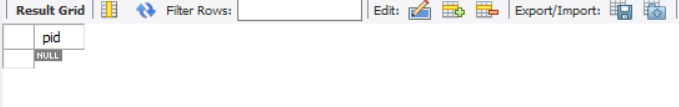 Result Grid Filter Rows: Edit: Export/Import:
pid
NULL